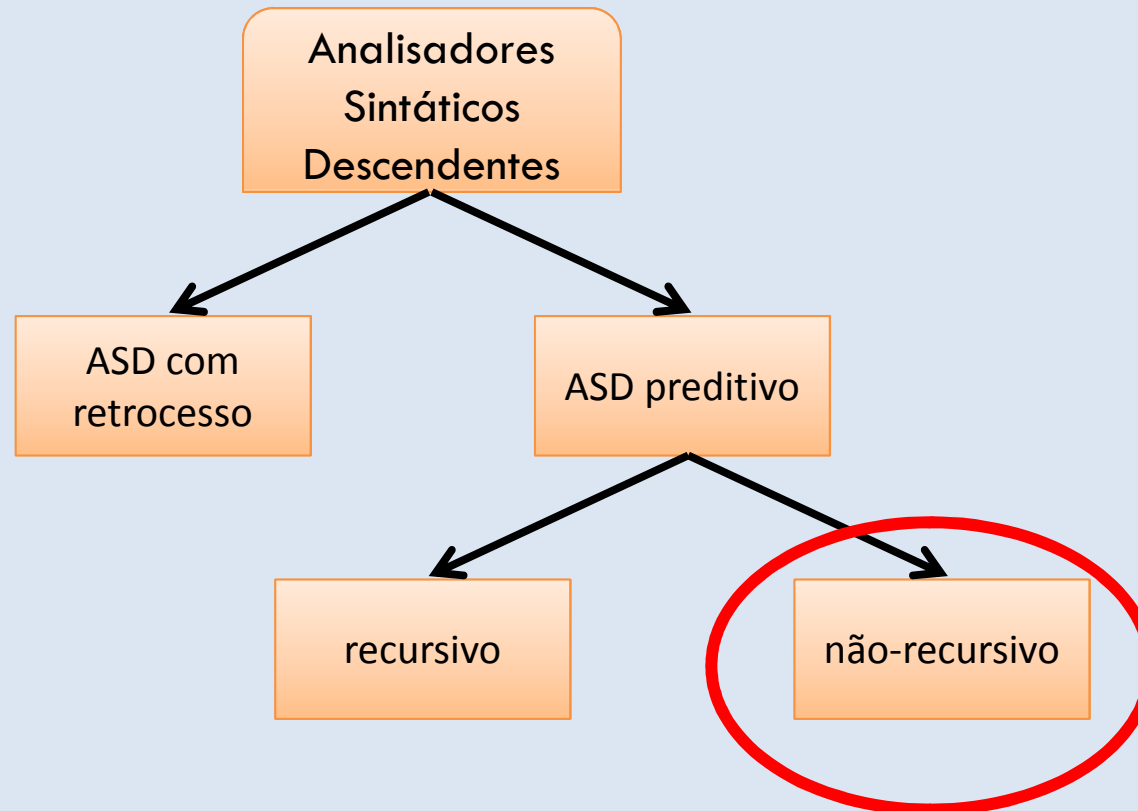 Analisadores
Sintáticos
Descendentes
ASD com
retrocesso
ASD preditivo
recursivo
não-recursivo